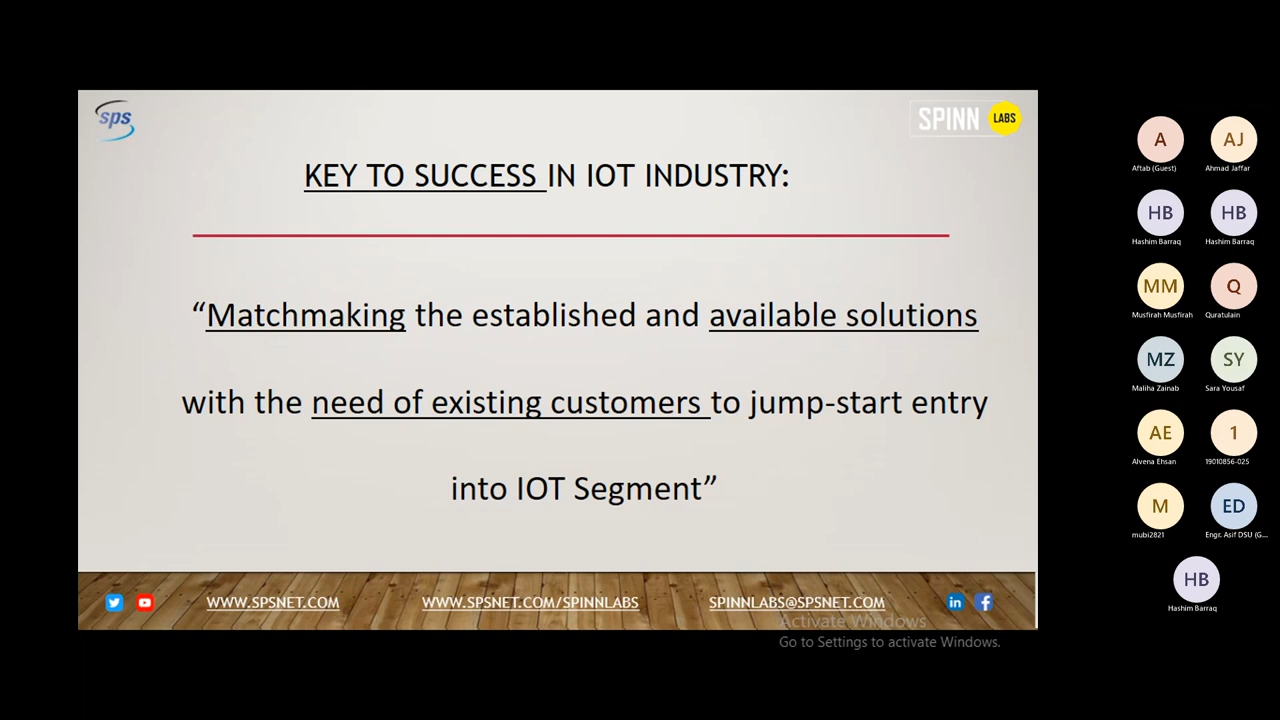 sps
SPINN LABS
KEY TO SUCCESS IN IOT INDUSTRY:
“Matchmaking the established and available solutions
with the need of existing customers to jump-start entry
into IOT Segment”
WWW.SPSNET.COM
WWW.SPSNET.COM/SPINNLABS
SPINNLABS@SPSNET.COM
Activate Windows
Go to Settings to activate Windows.
A
AJ
Aftab (Guest)
Ahmad Jaffar
HB
HB
Hashim Barraq
Hashim Barraq
MM
Q
Musfirah Musfirah
Quratulain
MZ
SY
Maliha Zainab
Sara Yousaf
AE
1
Alvena Ehsan
19010856-025
M
ED
mubi2821
Engr. Asif DSU (G...
HB
Hashim Barraq